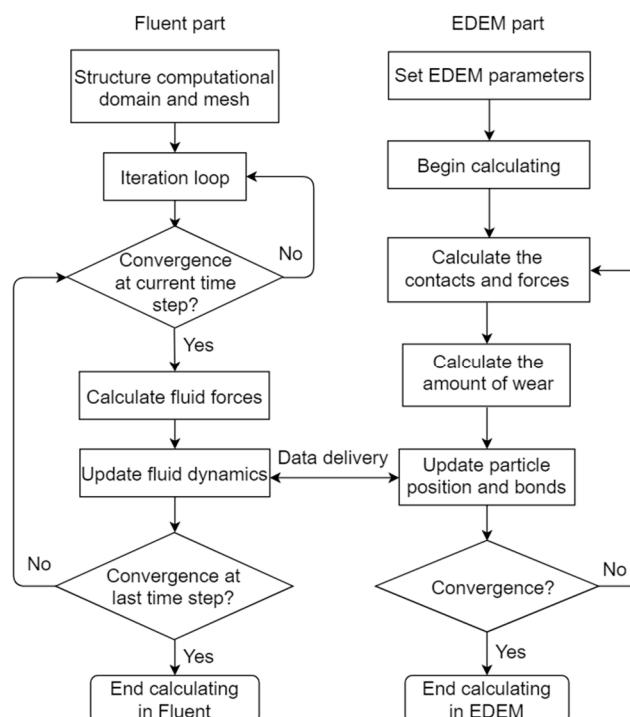 Fluent part
Structure computational
domain and mesh
Iteration loop
No
Convergence
at current time
step?
Yes
Calculate fluid forces
Update fluid dynamics
No
Convergence at
last time step?
Yes
End calculating
in Fluent
Data delivery
EDEM part
Set EDEM parameters
Begin calculating
Calculate the
contacts and forces
Calculate the
amount of wear
Update particle
position and bonds
Convergence?
No
Yes
End calculating
in EDEM